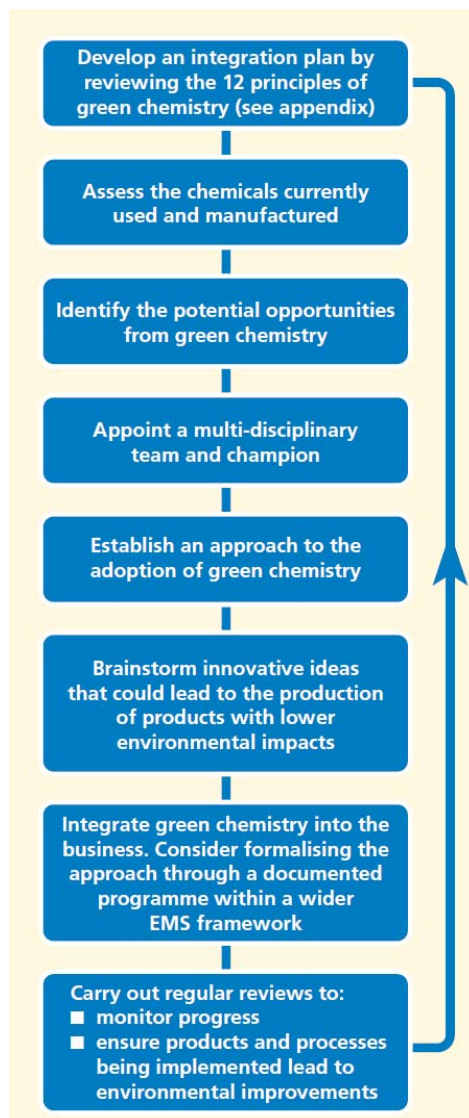 Develop an integration plan by
reviewing the 12 principles of
green chemistry (see appendix)
Assess the chemicals currently
used and manufactured
Identify the potential opportunities
from green chemistry
Appoint a multi-disciplinary
team and champion
Establish an approach to the
adoption of green chemistry
Brainstorm innovative ideas
that could lead to the production
of products with lower
environmental impacts
Integrate green chemistry into the
business. Consider formalising the
approach through a documented
programme within a wider
EMS framework
Carry out regular reviews to:
■ monitor progress
■ ensure products and processes
being implemented lead to
environmental improvements